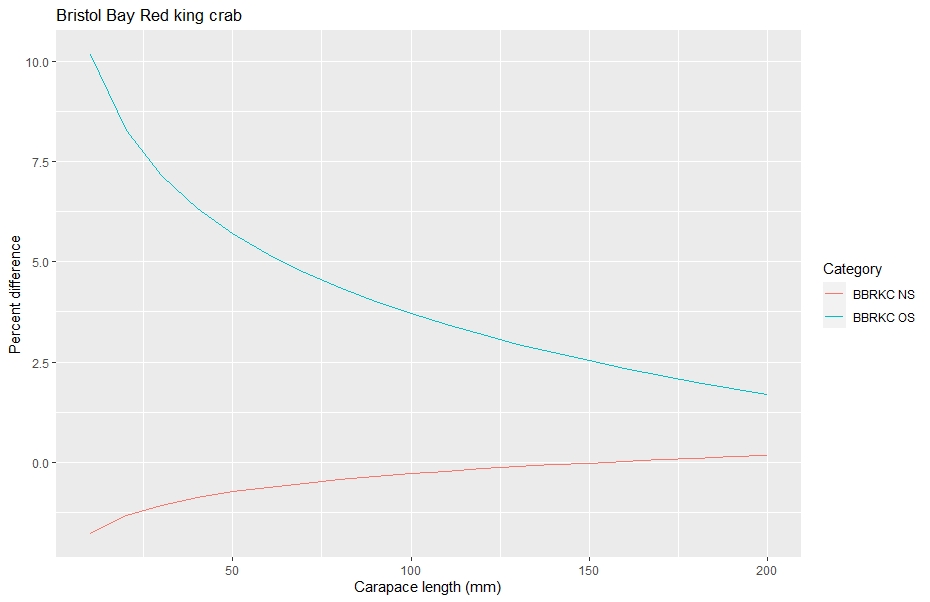 Bristol Bay Red king crab
10.0
7.5
5.0
2.5
0.0
Percent difference
50
100
150
200
Carapace length (mm)
Category
BBRKC NS
BBRKC OS